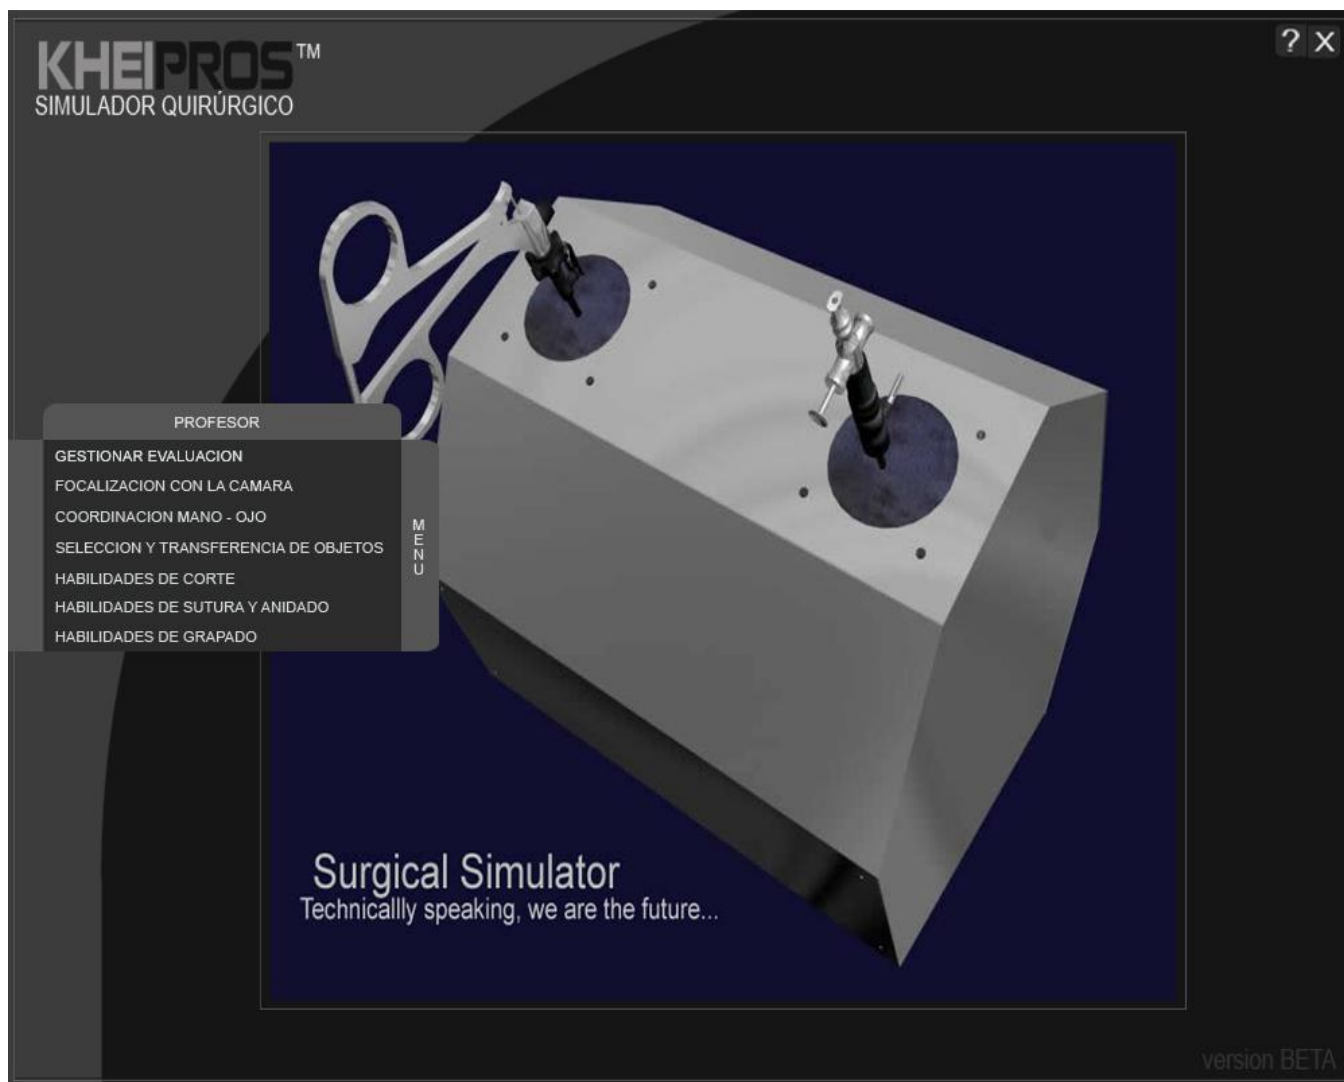 KHEIPROS™
SIMULADOR QUIRÚRGICO
? X
PROFESOR
GESTIONAR EVALUACION
FOCALIZACION CON LA CAMARA
COORDINACION MANO - OJO
SELECCION Y TRANSFERENCIA DE OBJETOS
HABILIDADES DE CORTE
HABILIDADES DE SUTURA Y ANIDADO
HABILIDADES DE GRAPADO
MENU
Surgical Simulator
Technicallly speaking, we are the future...
version BETA